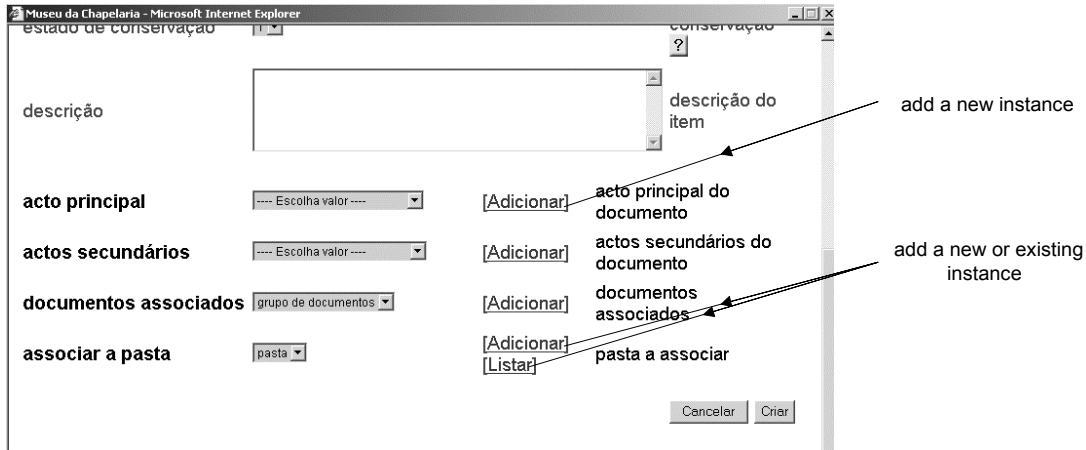 Museu da Chapelaria - Microsoft Internet Explorer
estado de conservação 1 conservação
?
descrição
descrição do
item
add a new instance
acto principal ---- Escolha valor ---- [Adicionar] acto principal do
documento
actos secundários ---- Escolha valor ---- [Adicionar] actos secundários do
documento
add a new or existing
instance
documentos associados grupo de documentos [Adicionar] documentos
associados
associar a pasta pasta [Adicionar]
[Listar] pasta a associar
Cancelar Criar